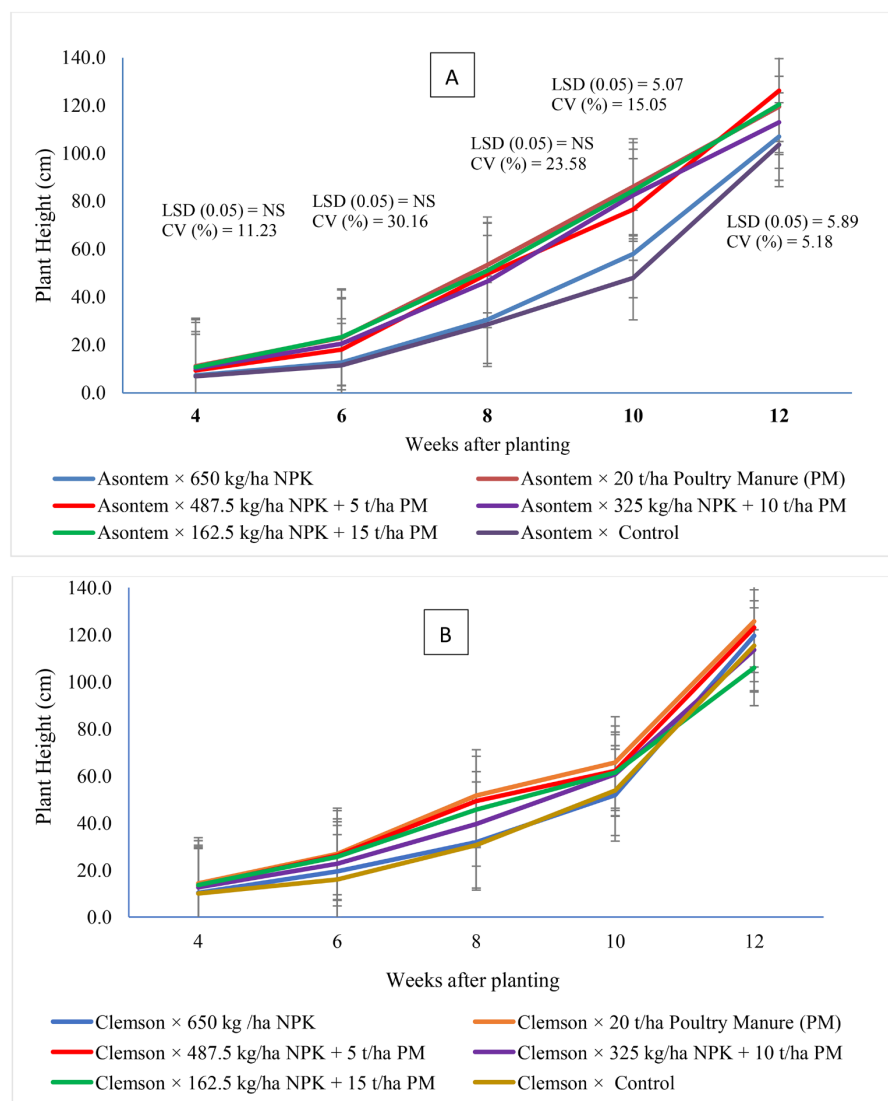 A
LSD (0.05) = 5.07
CV (%) = 15.05
LSD (0.05) = NS
CV (%) = 23.58
LSD (0.05) = NS
CV (%) = 30.16
LSD (0.05) = NS
CV (%) = 11.23
LSD (0.05) = 5.89
CV (%) = 5.18
Plant Height (cm)
140.0
120.0
100.0
80.0
60.0
40.0
20.0
0.0
4 6 8 10 12
Weeks after planting
Asontem × 650 kg/ha NPK
Asontem × 20 t/ha Poultry Manure (PM)
Asontem × 487.5 kg/ha NPK + 5 t/ha PM
Asontem × 325 kg/ha NPK + 10 t/ha PM
Asontem × 162.5 kg/ha NPK + 15 t/ha PM
Asontem × Control
B
Plant Height (cm)
140.0
120.0
100.0
80.0
60.0
40.0
20.0
0.0
4 6 8 10 12
Weeks after planting
Clemson × 650 kg /ha NPK
Clemson × 20 t/ha Poultry Manure (PM)
Clemson × 487.5 kg/ha NPK + 5 t/ha PM
Clemson × 325 kg/ha NPK + 10 t/ha PM
Clemson × 162.5 kg/ha NPK + 15 t/ha PM
Clemson × Control